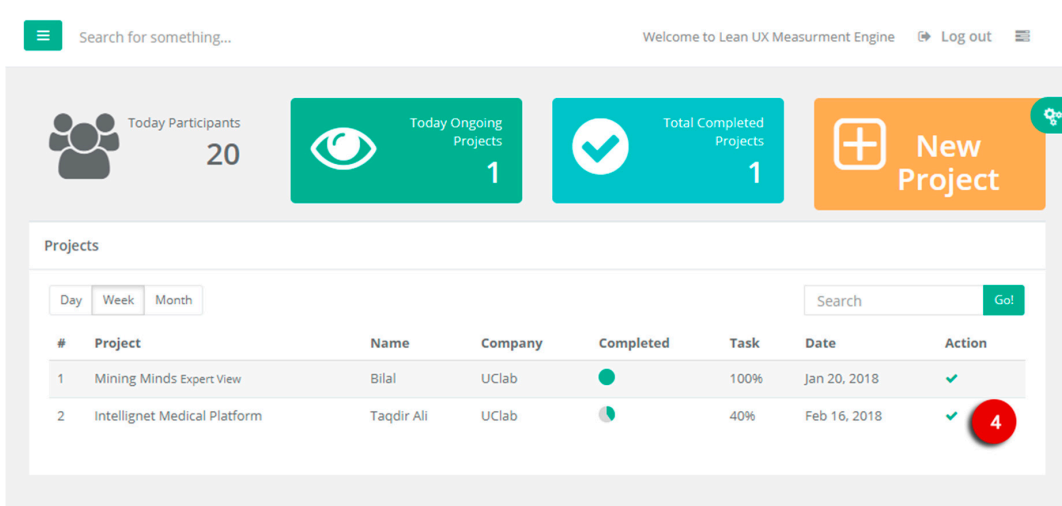 Search for something...
Welcome to Lean UX Measurment Engine
Log out
Today Participants
20
Today Ongoing
Projects
1
Total Completed
Projects
1
New
Project
Projects
Day Week Month
Search Go!
# Project Name Company Completed Task Date Action
1 Mining Minds Expert View Bilal UClab 100% Jan 20, 2018
2 Intellignet Medical Platform Taqdir Ali UClab 40% Feb 16, 2018
4